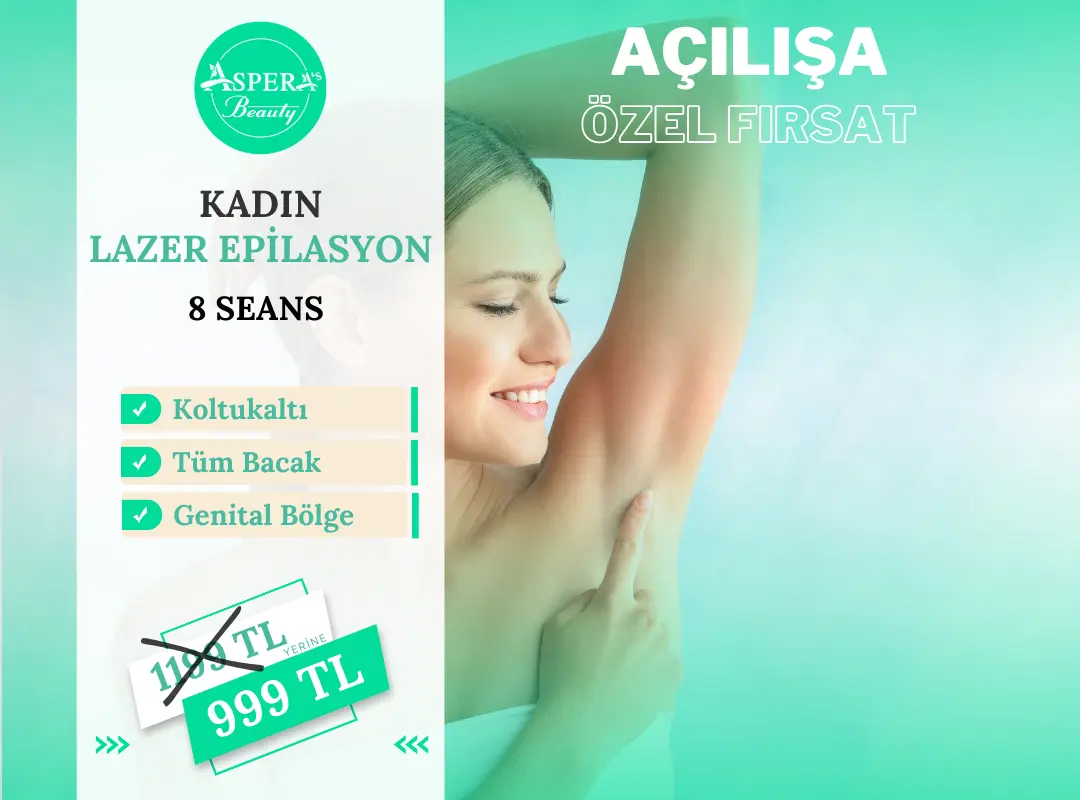 ASPERA'S
Beauty
AÇILIŞA
ÖZEL FIRSAT
KADIN
LAZER EPİLASYON
8 SEANS
Koltukaltı
Tüm Bacak
Genital Bölge
1199 TL
YERİNE
999 TL